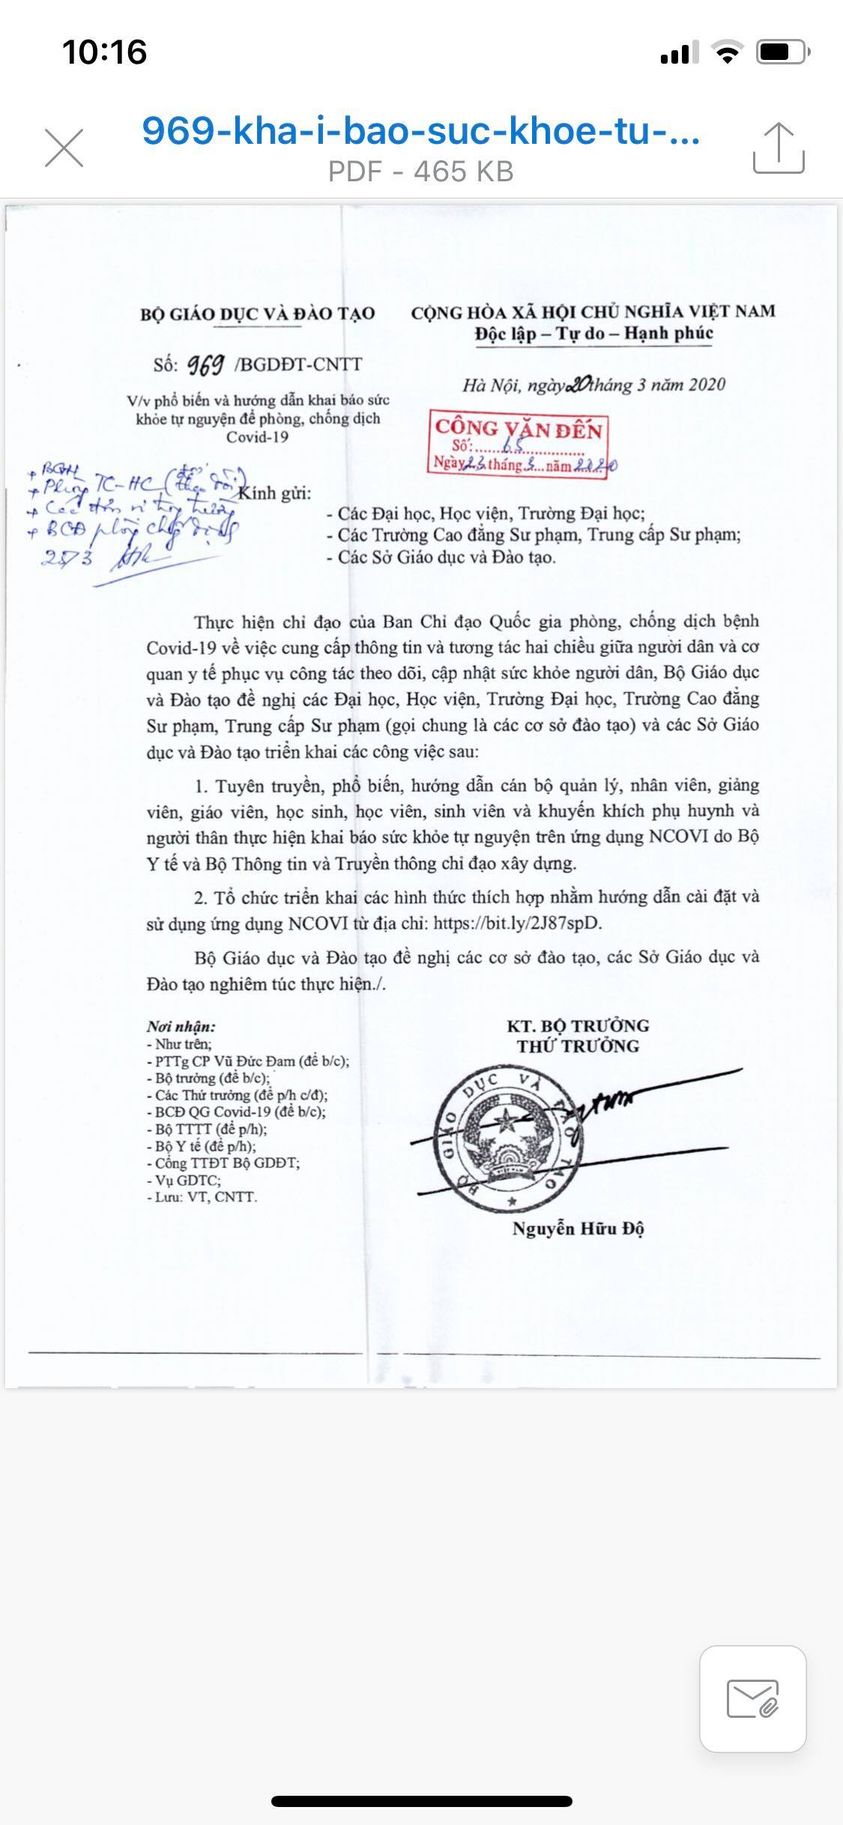 10:16
969-kha-i-bao-suc-khoe-tu-...
PDF - 465 KB
BỘ GIÁO DỤC VÀ ĐÀO TẠO
CỘNG HÒA XÃ HỘI CHỦ NGHĨA VIỆT NAM
Độc lập – Tự do – Hạnh phúc
Số: 969 /BGDĐT-CNTT
Hà Nội, ngày 20 tháng 3 năm 2020
V/v phổ biến và hướng dẫn khai báo sức
khỏe tự nguyện để phòng, chống dịch
Covid-19
CÔNG VĂN ĐẾN
Số:.....65..............
Ngày 23 tháng 3 năm 2020
+ BGH
+ Phòng TC-HC (theo dõi)
+ Các đơn vị trong trường
+ BCĐ phòng chống dịch
25/3
Kính gửi:
- Các Đại học, Học viện, Trường Đại học;
- Các Trường Cao đẳng Sư phạm, Trung cấp Sư phạm;
- Các Sở Giáo dục và Đào tạo.
Thực hiện chỉ đạo của Ban Chỉ đạo Quốc gia phòng, chống dịch bệnh
Covid-19 về việc cung cấp thông tin và tương tác hai chiều giữa người dân và cơ
quan y tế phục vụ công tác theo dõi, cập nhật sức khỏe người dân, Bộ Giáo dục
và Đào tạo đề nghị các Đại học, Học viện, Trường Đại học, Trường Cao đẳng
Sư phạm, Trung cấp Sư phạm (gọi chung là các cơ sở đào tạo) và các Sở Giáo
dục và Đào tạo triển khai các công việc sau:
1. Tuyên truyền, phổ biến, hướng dẫn cán bộ quản lý, nhân viên, giảng
viên, giáo viên, học sinh, học viên, sinh viên và khuyến khích phụ huynh và
người thân thực hiện khai báo sức khỏe tự nguyện trên ứng dụng NCOVI do Bộ
Y tế và Bộ Thông tin và Truyền thông chỉ đạo xây dựng.
2. Tổ chức triển khai các hình thức thích hợp nhằm hướng dẫn cài đặt và
sử dụng ứng dụng NCOVI từ địa chỉ: https://bit.ly/2J87spD.
Bộ Giáo dục và Đào tạo đề nghị các cơ sở đào tạo, các Sở Giáo dục và
Đào tạo nghiêm túc thực hiện./.
Nơi nhận:
- Như trên;
- PTTg CP Vũ Đức Đam (để b/c);
- Bộ trưởng (để b/c);
- Các Thứ trưởng (để p/h c/đ);
- BCĐ QG Covid-19 (để b/c);
- Bộ TTTT (để p/h);
- Bộ Y tế (để p/h);
- Cổng TTĐT Bộ GDĐT;
- Vụ GDTC;
- Lưu: VT, CNTT.
KT. BỘ TRƯỞNG
THỨ TRƯỞNG
BỘ GIÁO DỤC VÀ ĐÀO TẠO
Nguyễn Hữu Độ